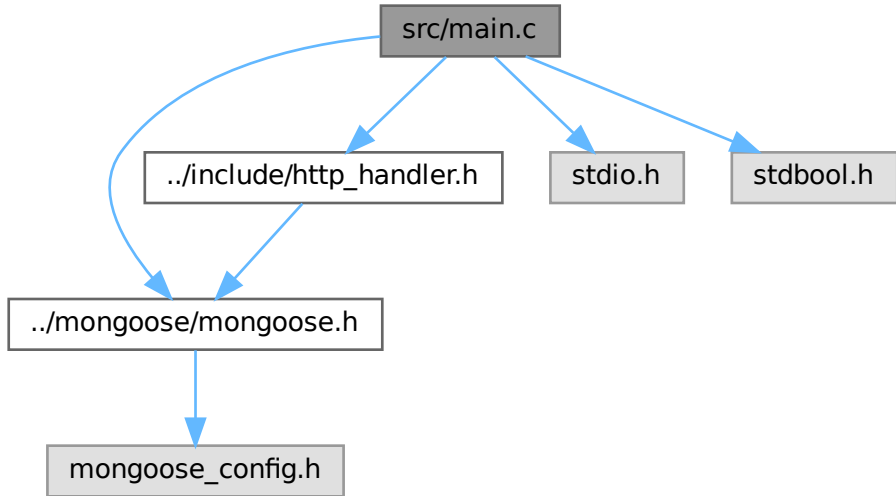 src/main.c
../include/http_handler.h
stdio.h
stdbool.h
../mongoose/mongoose.h
mongoose_config.h